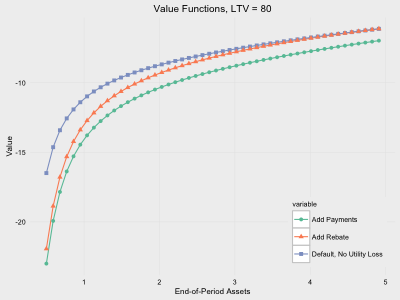 Value Functions, LTV = 80
Value
-10
-15
-20
variable
Add Payments
Add Rebate
Default, No Utility Loss
1
2
3
4
5
End-of-Period Assets